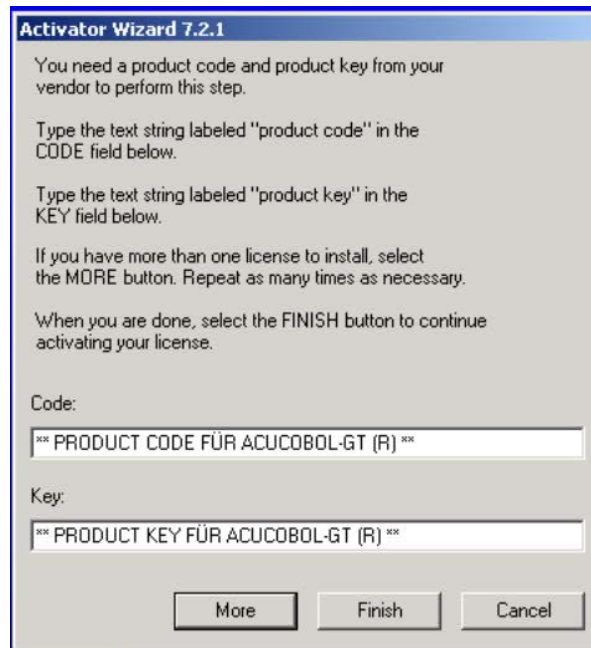 Activator Wizard 7.2.1
You need a product code and product key from your
vendor to perform this step.
Type the text string labeled "product code" in the
CODE field below.
Type the text string labeled "product key" in the
KEY field below.
If you have more than one license to install, select
the MORE button. Repeat as many times as necessary.
When you are done, select the FINISH button to continue
activating your license.
Code:
** PRODUCT CODE FÜR ACUCOBOL-GT (R) **
Key:
** PRODUCT KEY FÜR ACUCOBOL-GT (R) **
More Finish Cancel